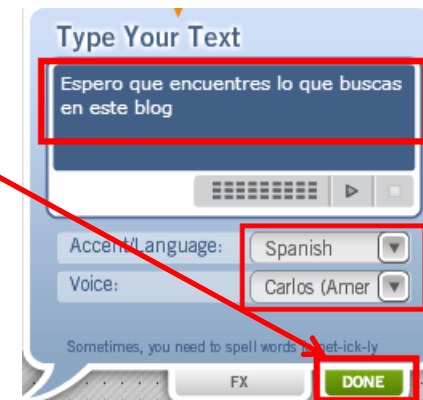 Type Your Text
Espero que encuentres lo que buscas
en este blog
Accent/Language: Spanish
Voice: Carlos (Amer
Sometimes, you need to spell words
FX DONE